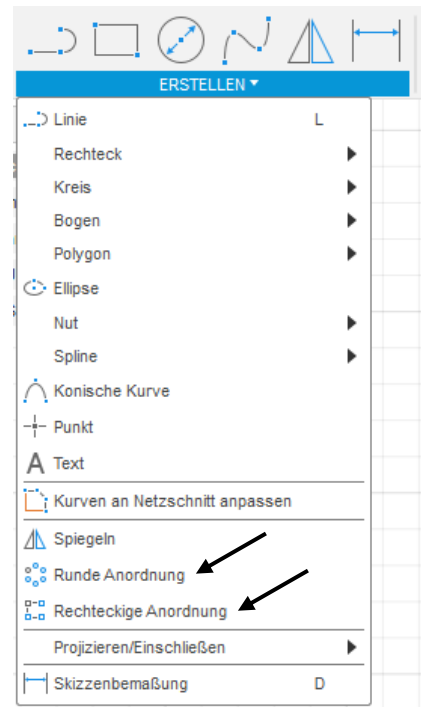 ERSTELLEN
Linie L
Rechteck
Kreis
Bogen
Polygon
Ellipse
Nut
Spline
Konische Kurve
Punkt
A Text
Kurven an Netzschnitt anpassen
Spiegeln
Runde Anordnung
Rechteckige Anordnung
Projizieren/Einschließen
Skizzenbemaßung D